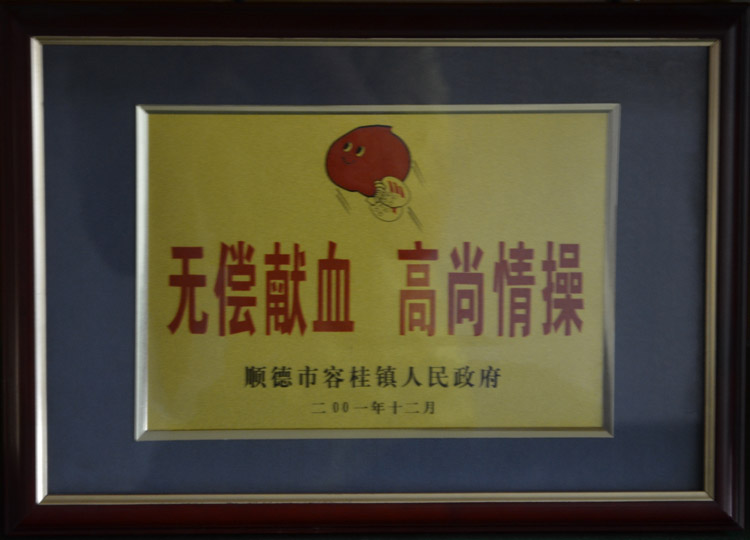 无偿献血 高尚情操
顺德市容桂镇人民政府
二00一年十二月